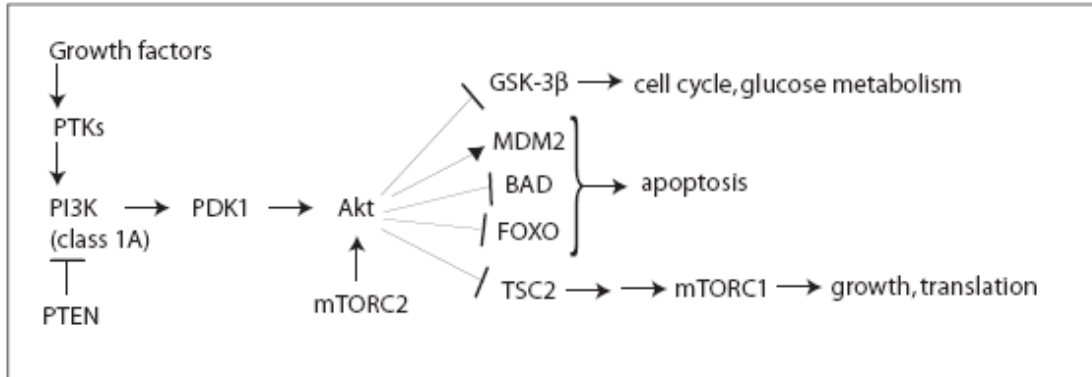 Growth factors
PTKs
PI3K
(class 1A)
PTEN
PDK1
Akt
mTORC2
GSK-3β
cell cycle, glucose metabolism
MDM2
BAD
FOXO
apoptosis
TSC2
mTORC1
growth, translation